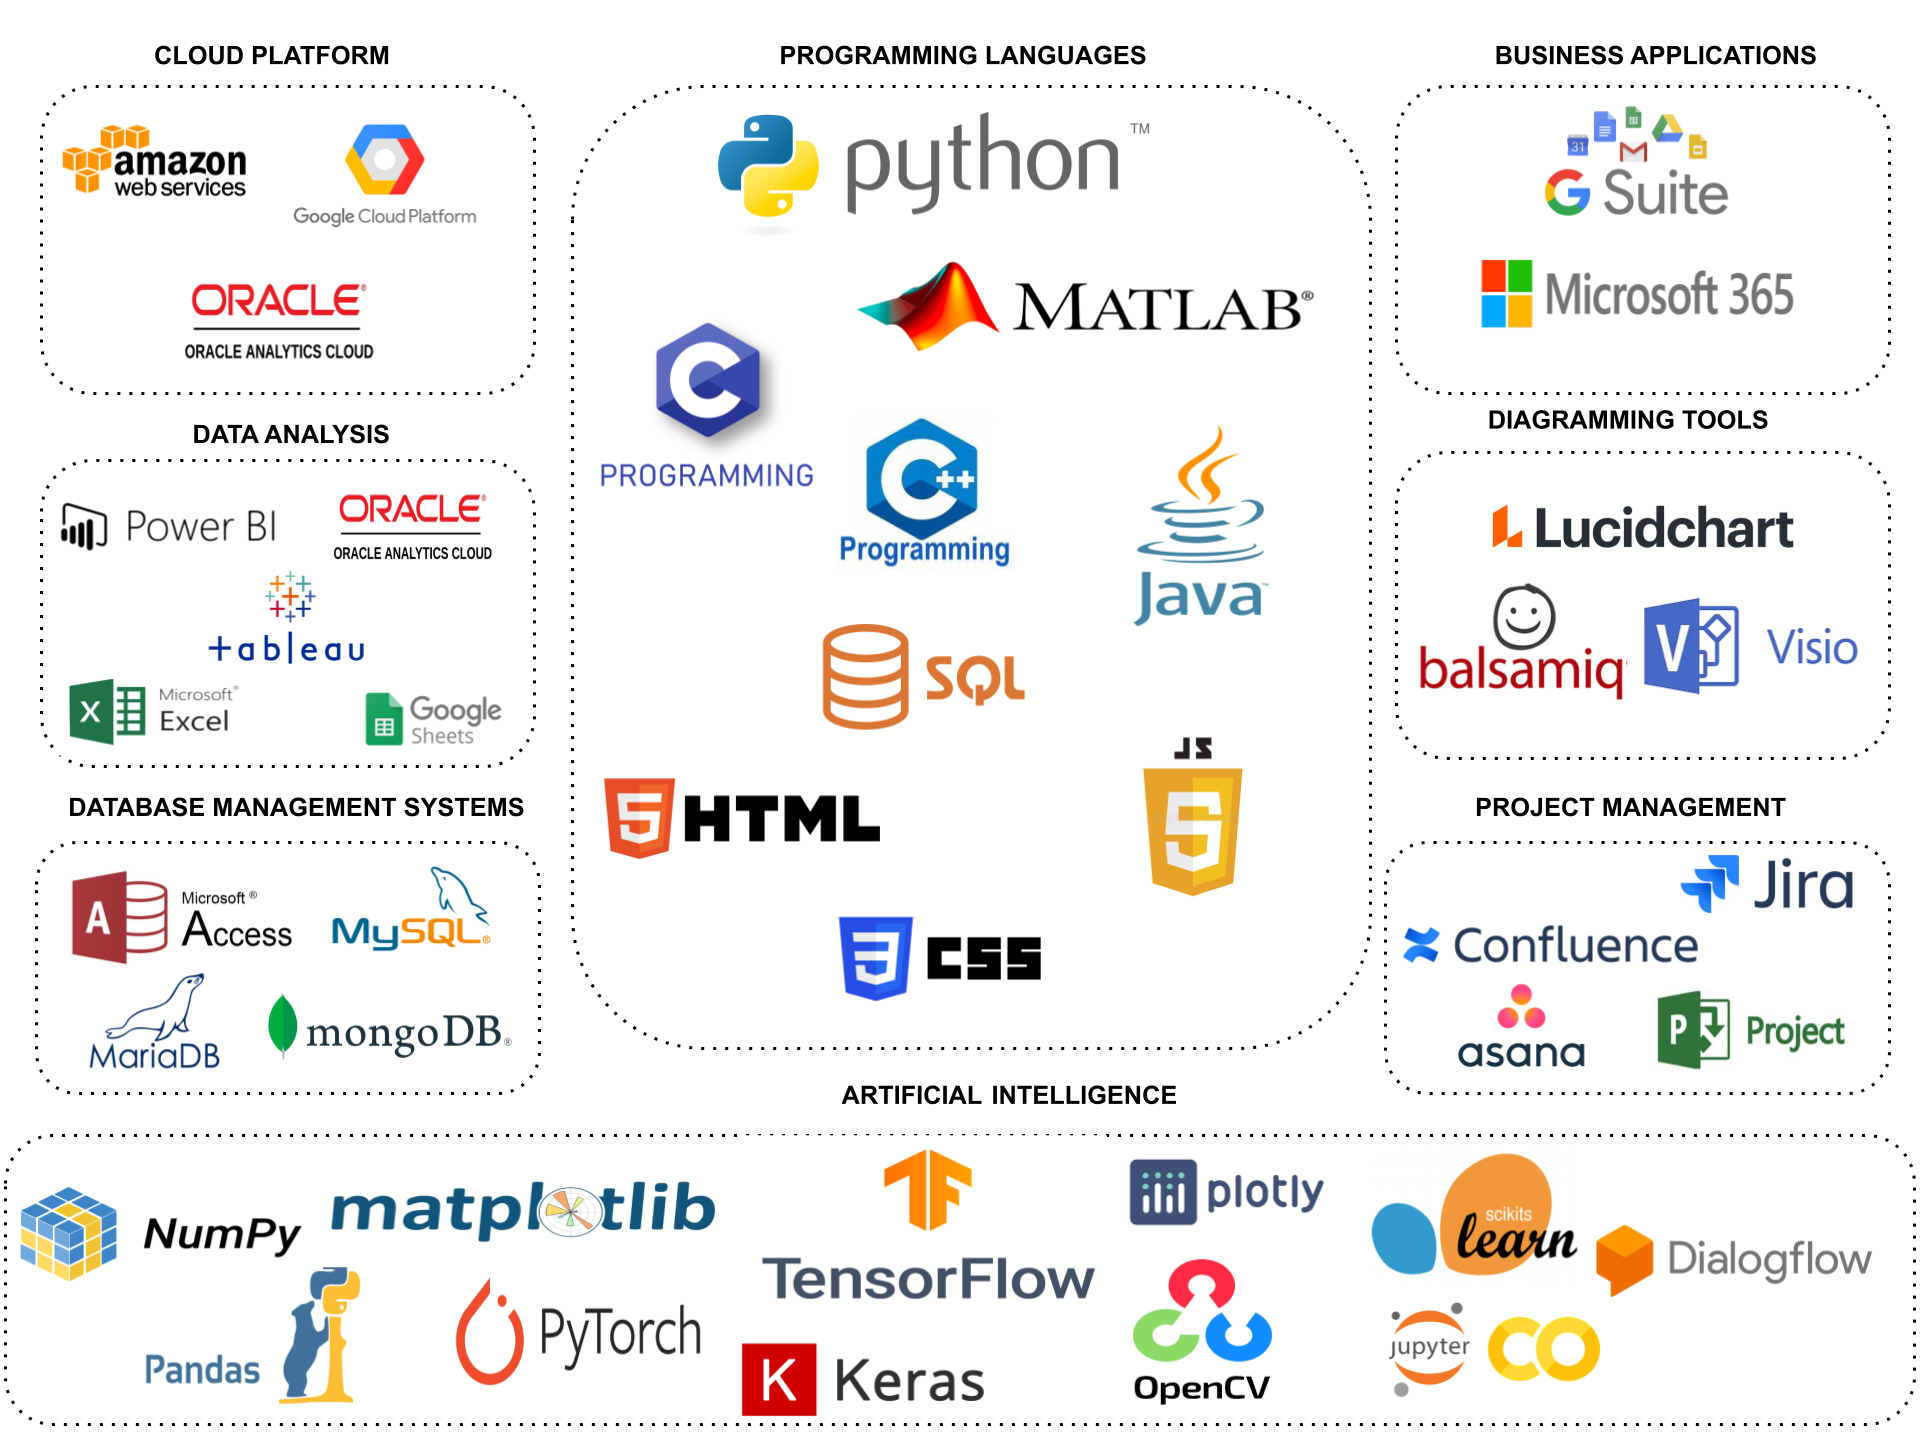 CLOUD PLATFORM
amazon
web services
Google Cloud Platform
ORACLE®
ORACLE ANALYTICS CLOUD
DATA ANALYSIS
Power BI
ORACLE®
ORACLE ANALYTICS CLOUD
+ableau
X
Microsoft®
Excel
Google
Sheets
DATABASE MANAGEMENT SYSTEMS
A
Microsoft®
Access
MySQL®
MariaDB
mongoDB®
PROGRAMMING LANGUAGES
python™
MATLAB®
C
PROGRAMMING
C++
Programming
Java™
SQL
5 HTML
JS
5
3 CSS
BUSINESS APPLICATIONS
31
G Suite
Microsoft 365
DIAGRAMMING TOOLS
Lucidchart
balsamiq
V Visio
PROJECT MANAGEMENT
Jira
Confluence
asana
P Project
ARTIFICIAL INTELLIGENCE
NumPy
matplotlib
TF
TensorFlow
plotly
scikits
learn
Dialogflow
Pandas
PyTorch
K Keras
OpenCV
jupyter
CO